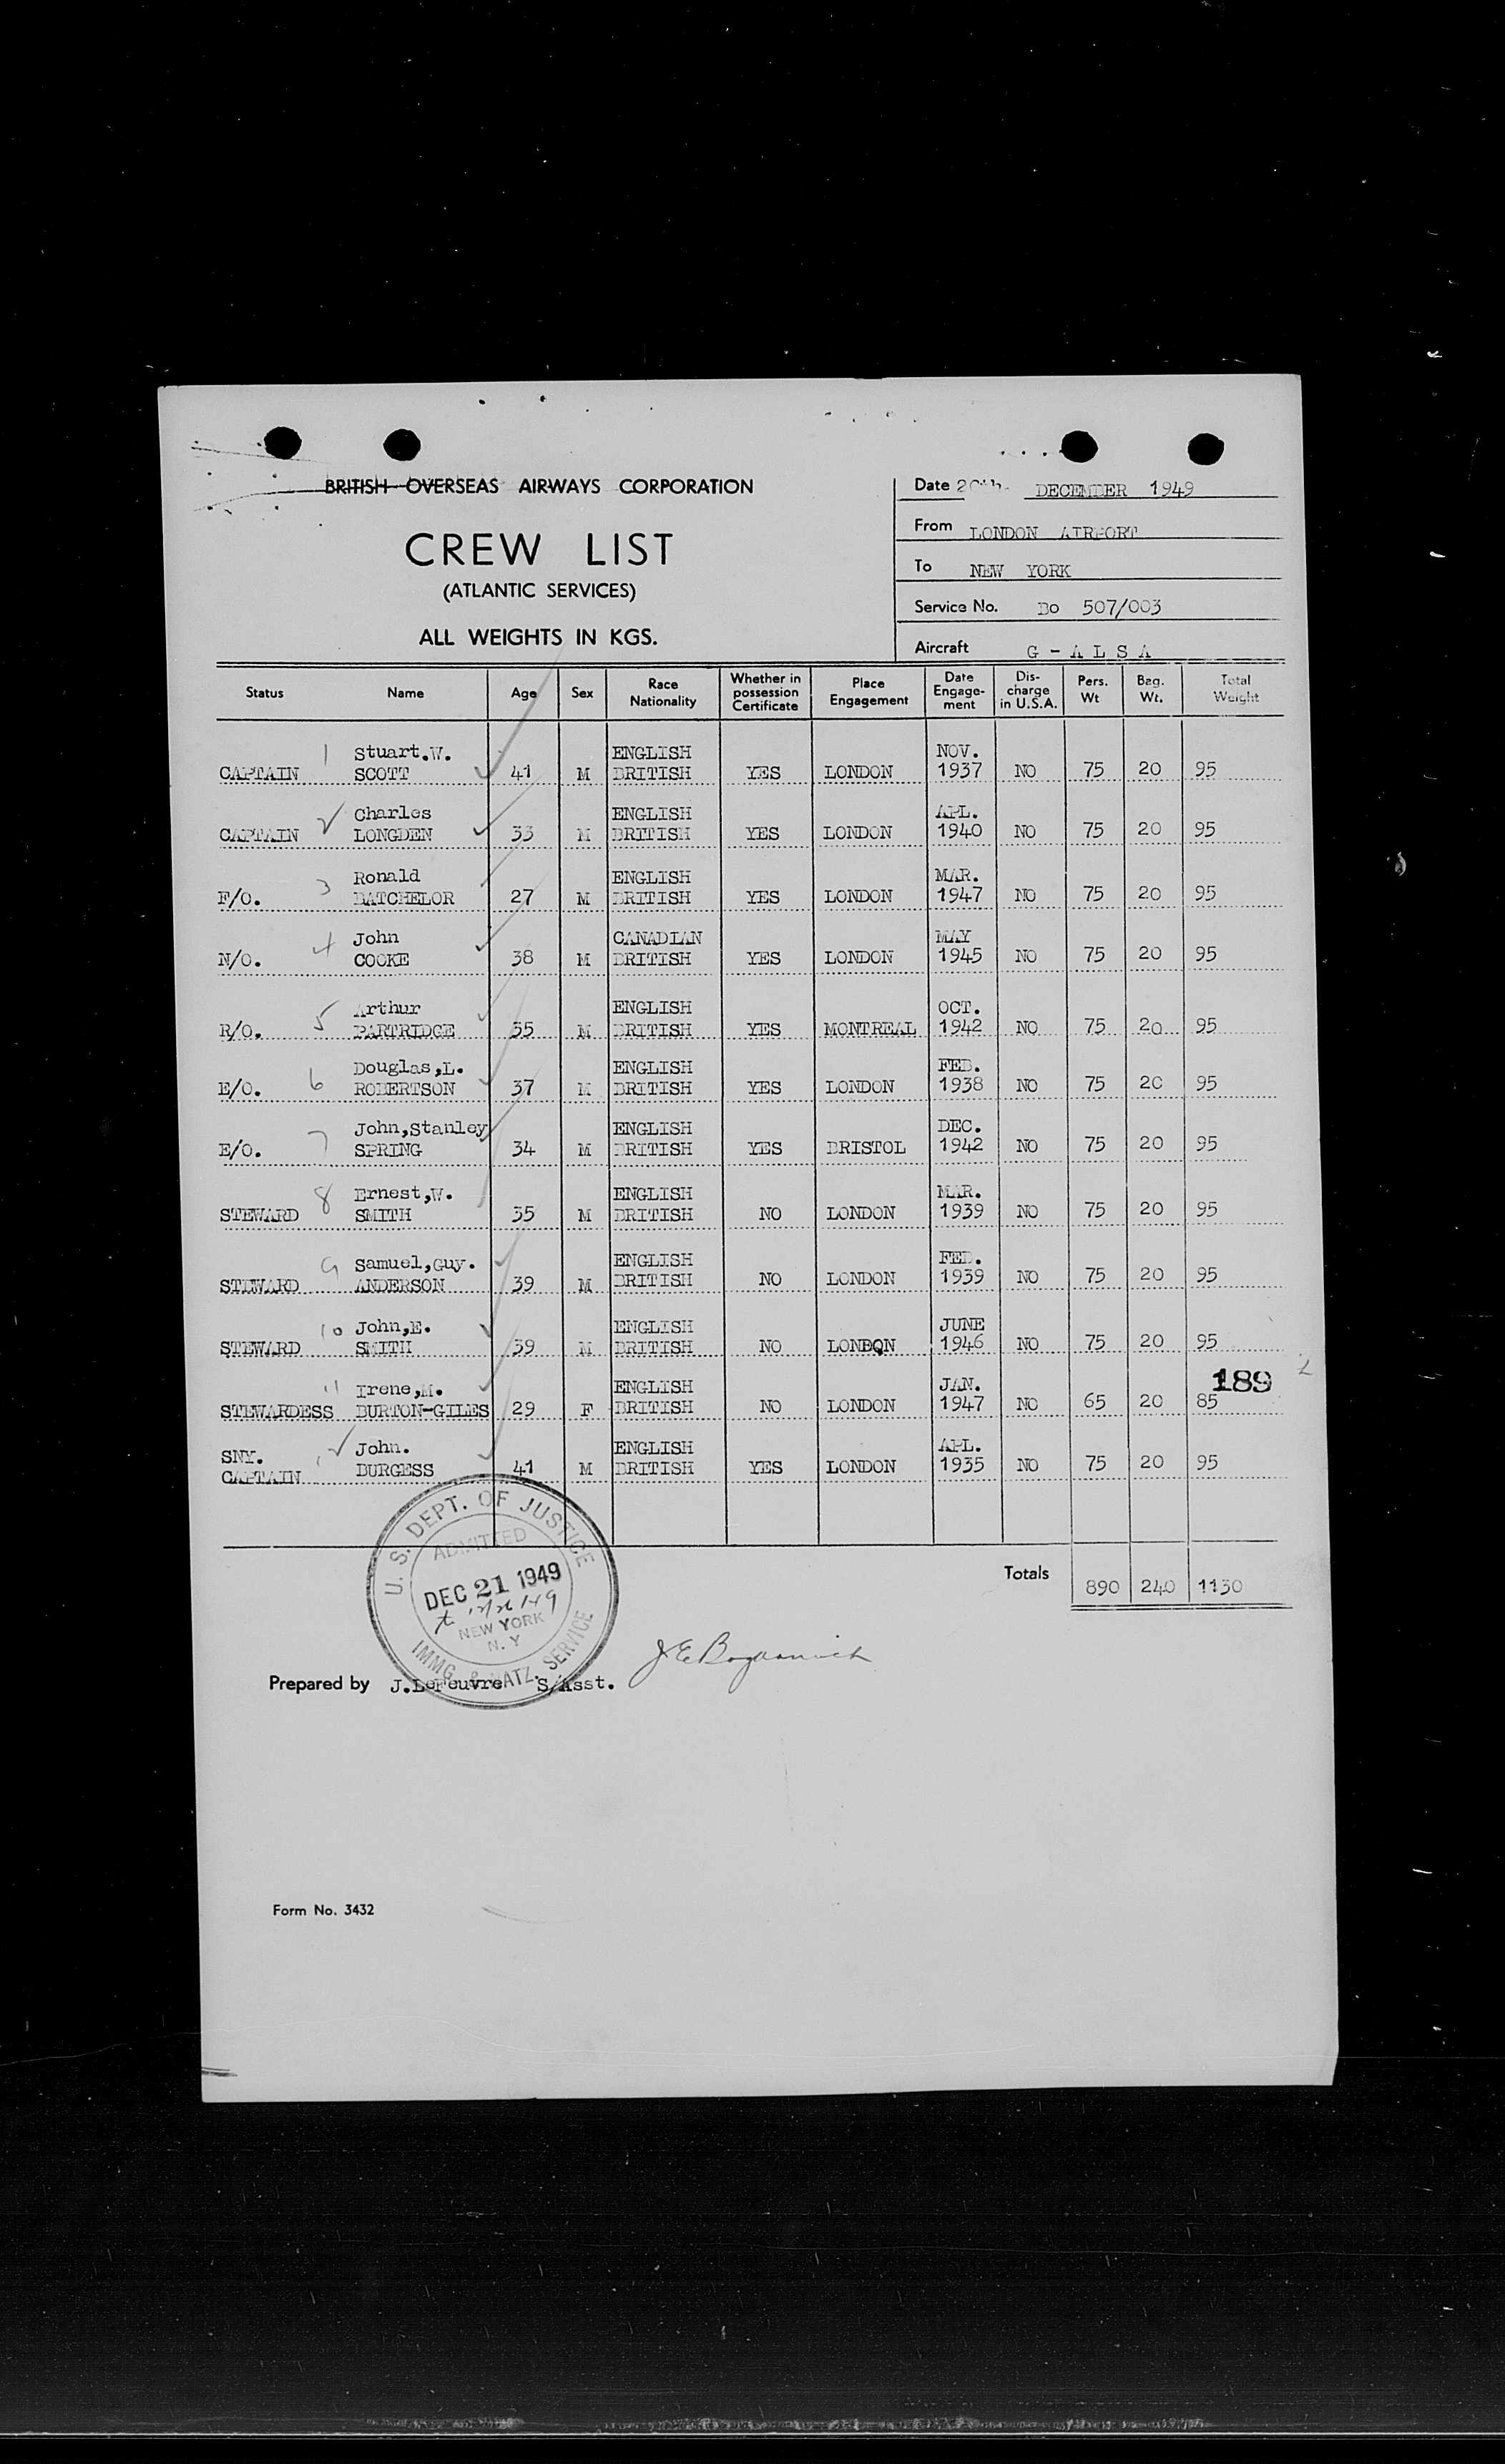 BRITISH OVERSEAS AIRWAYS CORPORATION
CREW LIST
(ATLANTIC SERVICES)
ALL WEIGHTS IN KGS.
Date 20th. DECEMBER 1949
From LONDON AIRPORT
To NEW YORK
Service No. Bo 507/003
Aircraft G - A L S A
Status Name Age Sex Race Nationality Whether in possession Certificate Place Engagement Date Engage-ment Dis-charge in U.S.A. Pers. Wt Bag. Wt. Total Weight
1 Stuart.W. ENGLISH NOV.
CAPTAIN SCOTT 41 M BRITISH YES LONDON 1937 NO 75 20 95
2 Charles ENGLISH APL.
CAPTAIN LONGDEN 33 M BRITISH YES LONDON 1940 NO 75 20 95
3 Ronald ENGLISH MAR.
F/O. BATCHELOR 27 M BRITISH YES LONDON 1947 NO 75 20 95
4 John CANADIAN MAY
N/O. COOKE 38 M BRITISH YES LONDON 1945 NO 75 20 95
5 Arthur ENGLISH OCT.
R/O. PARTRIDGE 35 M BRITISH YES MONTREAL 1942 NO 75 20 95
6 Douglas,L. ENGLISH FEB.
E/O. ROBERTSON 37 M BRITISH YES LONDON 1938 NO 75 20 95
7 John,Stanley ENGLISH DEC.
E/O. SPRING 34 M BRITISH YES BRISTOL 1942 NO 75 20 95
8 Ernest,W. ENGLISH MAR.
STEWARD SMITH 35 M BRITISH NO LONDON 1939 NO 75 20 95
9 Samuel,Guy. ENGLISH FEB.
STEWARD ANDERSON 39 M BRITISH NO LONDON 1939 NO 75 20 95
10 John,E. ENGLISH JUNE
STEWARD SMITH 39 M BRITISH NO LONDON 1946 NO 75 20 95
189
11 Irene,M. ENGLISH JAN.
STEWARDESS BURTON-GILES 29 F BRITISH NO LONDON 1947 NO 65 20 85
SNY. John. ENGLISH APL.
CAPTAIN BURGESS 41 M BRITISH YES LONDON 1935 NO 75 20 95
Totals 890 240 1130
U. S. DEPT. OF JUSTICE
ADMITTED
DEC 21 1949
NEW YORK
N. Y
IMMG. & NATZ. SERVICE
Prepared by J.LeFeuvre S/Asst.
Form No. 3432